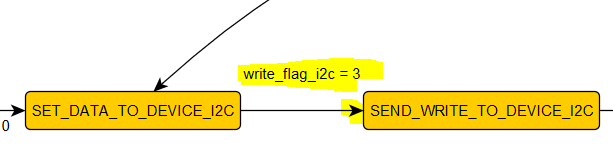 write_flag_i2c = 3
SET_DATA_TO_DEVICE_I2C
SEND_WRITE_TO_DEVICE_I2C
0